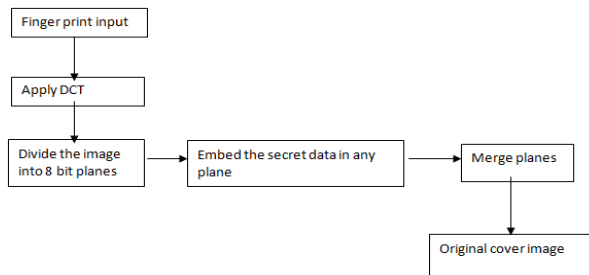 Finger print input
Apply DCT
Divide the image
into 8 bit planes
Embed the secret data in any
plane
Merge planes
Original cover image